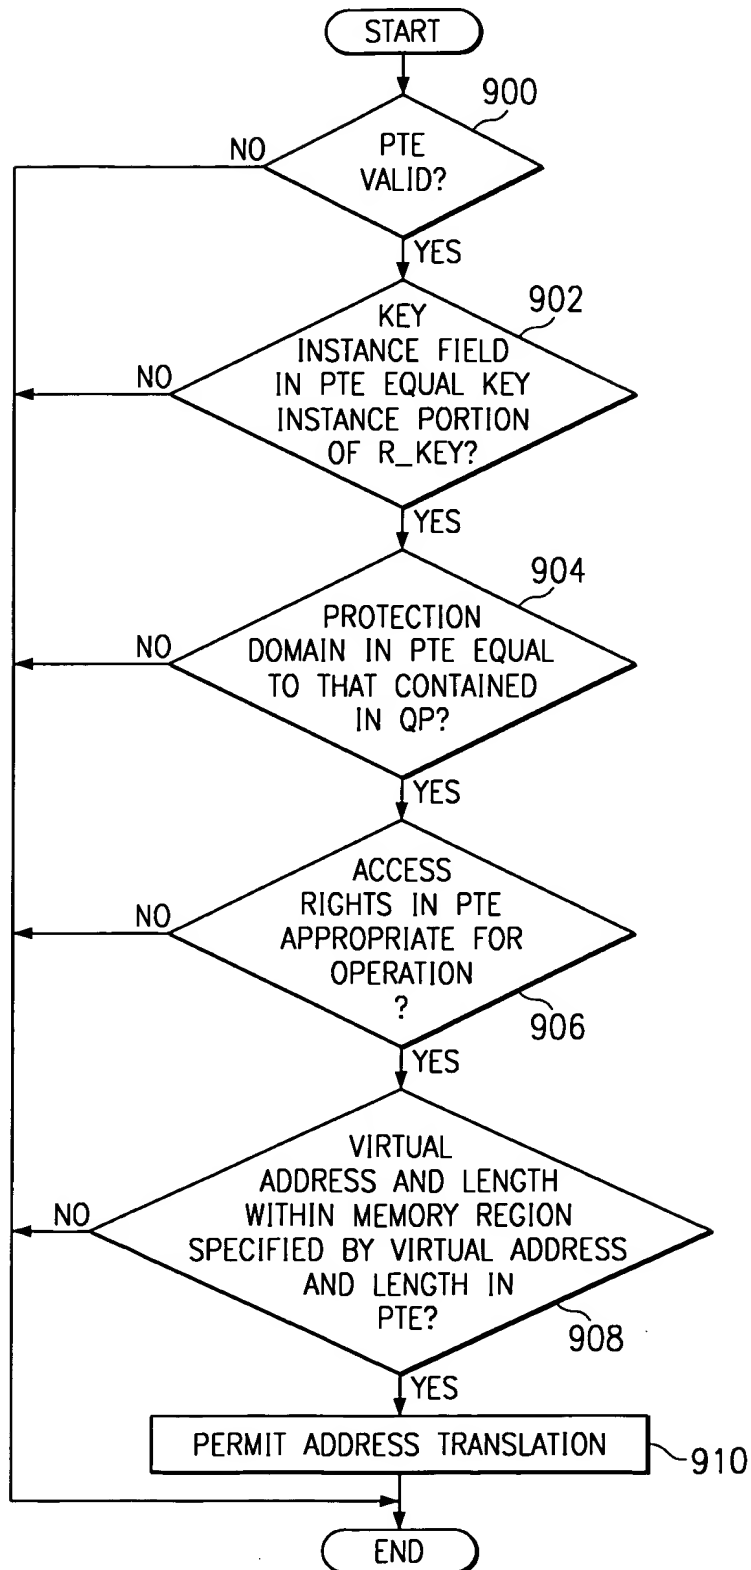 START
900
PTE
VALID?
NO
YES
902
KEY
INSTANCE FIELD
IN PTE EQUAL KEY
INSTANCE PORTION
OF R_KEY?
NO
YES
904
PROTECTION
DOMAIN IN PTE EQUAL
TO THAT CONTAINED
IN QP?
NO
YES
ACCESS
RIGHTS IN PTE
APPROPRIATE FOR
OPERATION
?
NO
906
YES
VIRTUAL
ADDRESS AND LENGTH
WITHIN MEMORY REGION
SPECIFIED BY VIRTUAL ADDRESS
AND LENGTH IN
PTE?
NO
908
YES
PERMIT ADDRESS TRANSLATION
910
END